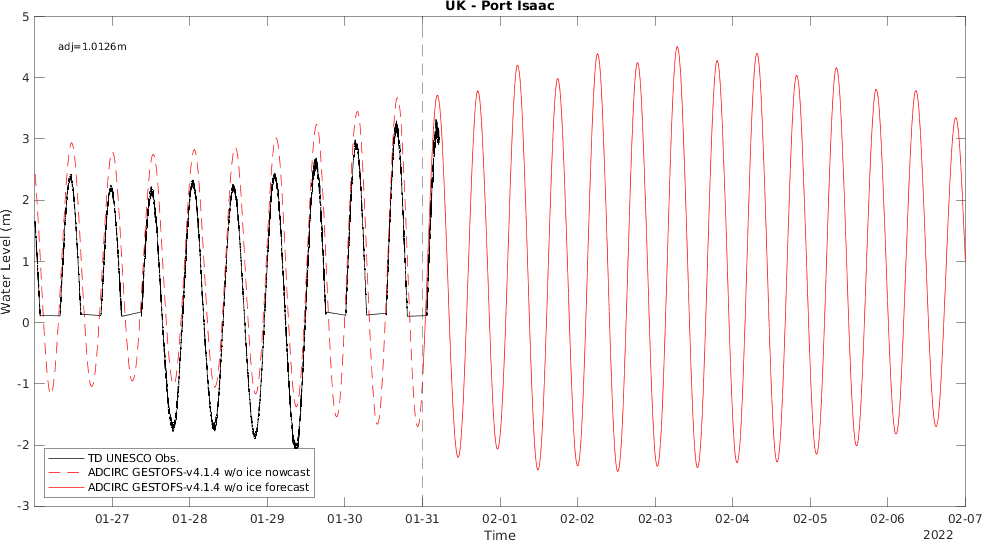 UK - Port Isaac
adj=1.0126m
5
4
3
2
1
0
-1
-2
-3
Water Level (m)
TD UNESCO Obs.
ADCIRC GESTOFS-v4.1.4 w/o ice nowcast
ADCIRC GESTOFS-v4.1.4 w/o ice forecast
01-27 01-28 01-29 01-30 01-31 02-01 02-02 02-03 02-04 02-05 02-06 02-07
Time
2022